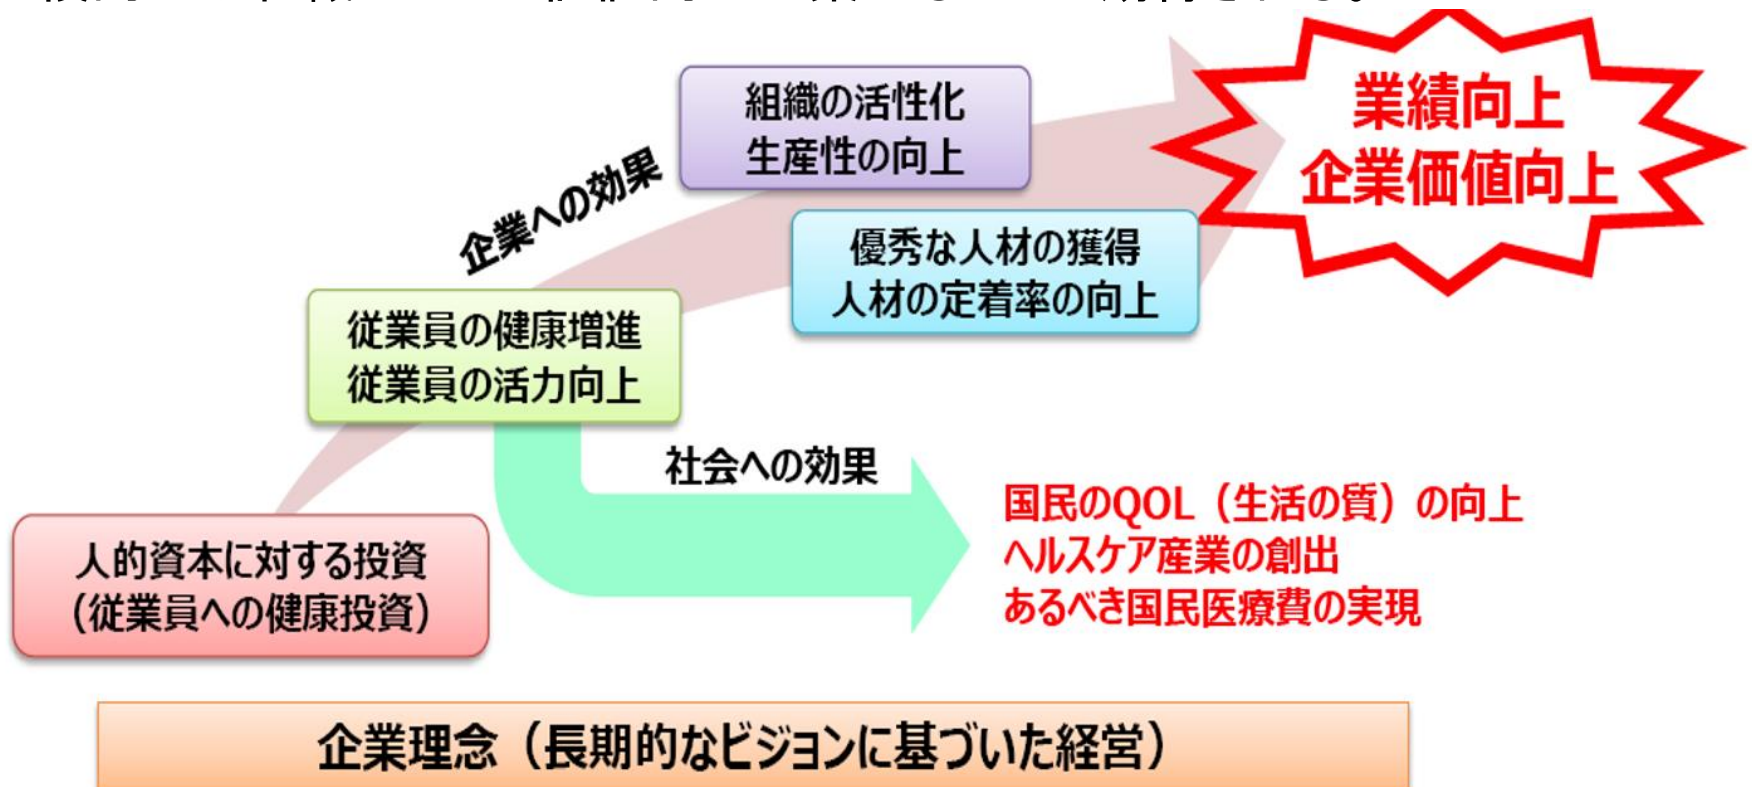 業績向上
企業価値向上
組織の活性化
生産性の向上
企業への効果
優秀な人材の獲得
人材の定着率の向上
従業員の健康増進
従業員の活力向上
社会への効果
国民のQOL（生活の質）の向上
ヘルスケア産業の創出
あるべき国民医療費の実現
人的資本に対する投資
（従業員への健康投資）
企業理念（長期的なビジョンに基づいた経営）